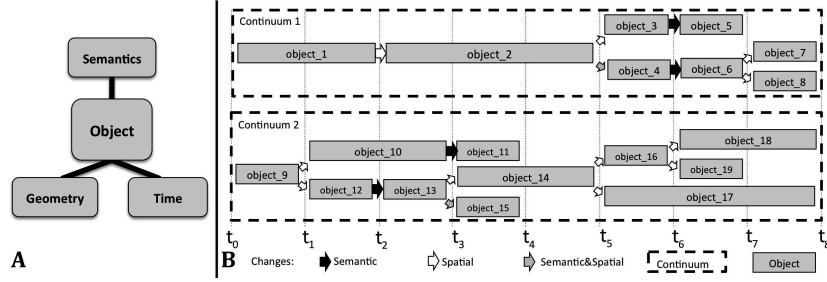 Semantics
Object
Geometry
Time
A
Continuum 1
object_1
object_2
object_3
object_5
object_4
object_6
object_7
object_8
Continuum 2
object_9
object_10
object_11
object_12
object_13
object_14
object_15
object_16
object_18
object_19
object_17
t0 t1 t2 t3 t4 t5 t6 t7 t8
B
Changes: Semantic Spatial Semantic&Spatial Continuum Object